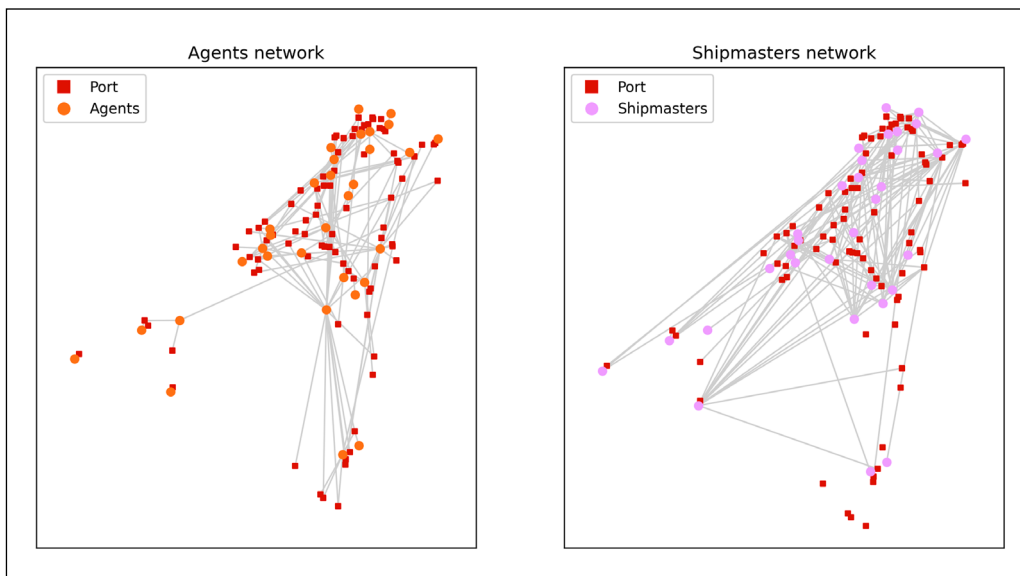 Agents network
Port
Agents
Shipmasters network
Port
Shipmasters